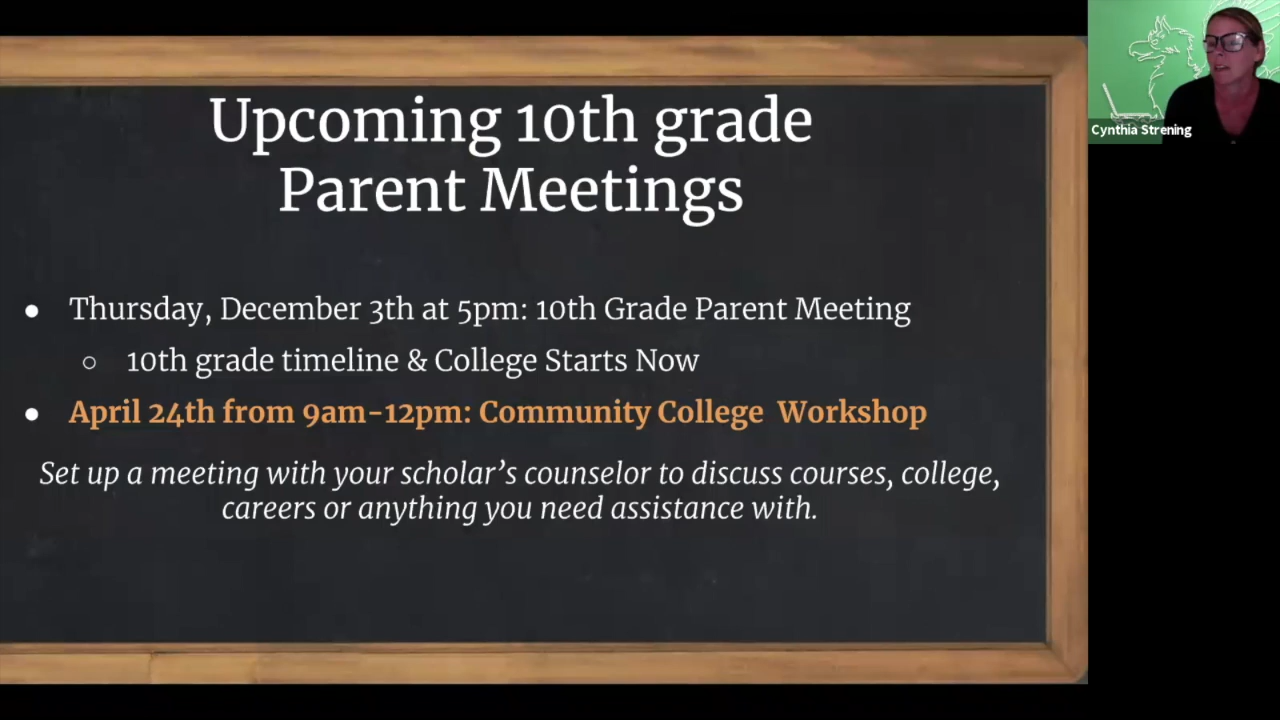 Upcoming 10th grade
Parent Meetings
● Thursday, December 3th at 5pm: 10th Grade Parent Meeting
○ 10th grade timeline & College Starts Now
● April 24th from 9am-12pm: Community College Workshop
Set up a meeting with your scholar's counselor to discuss courses, college,
careers or anything you need assistance with.
Cynthia Strening